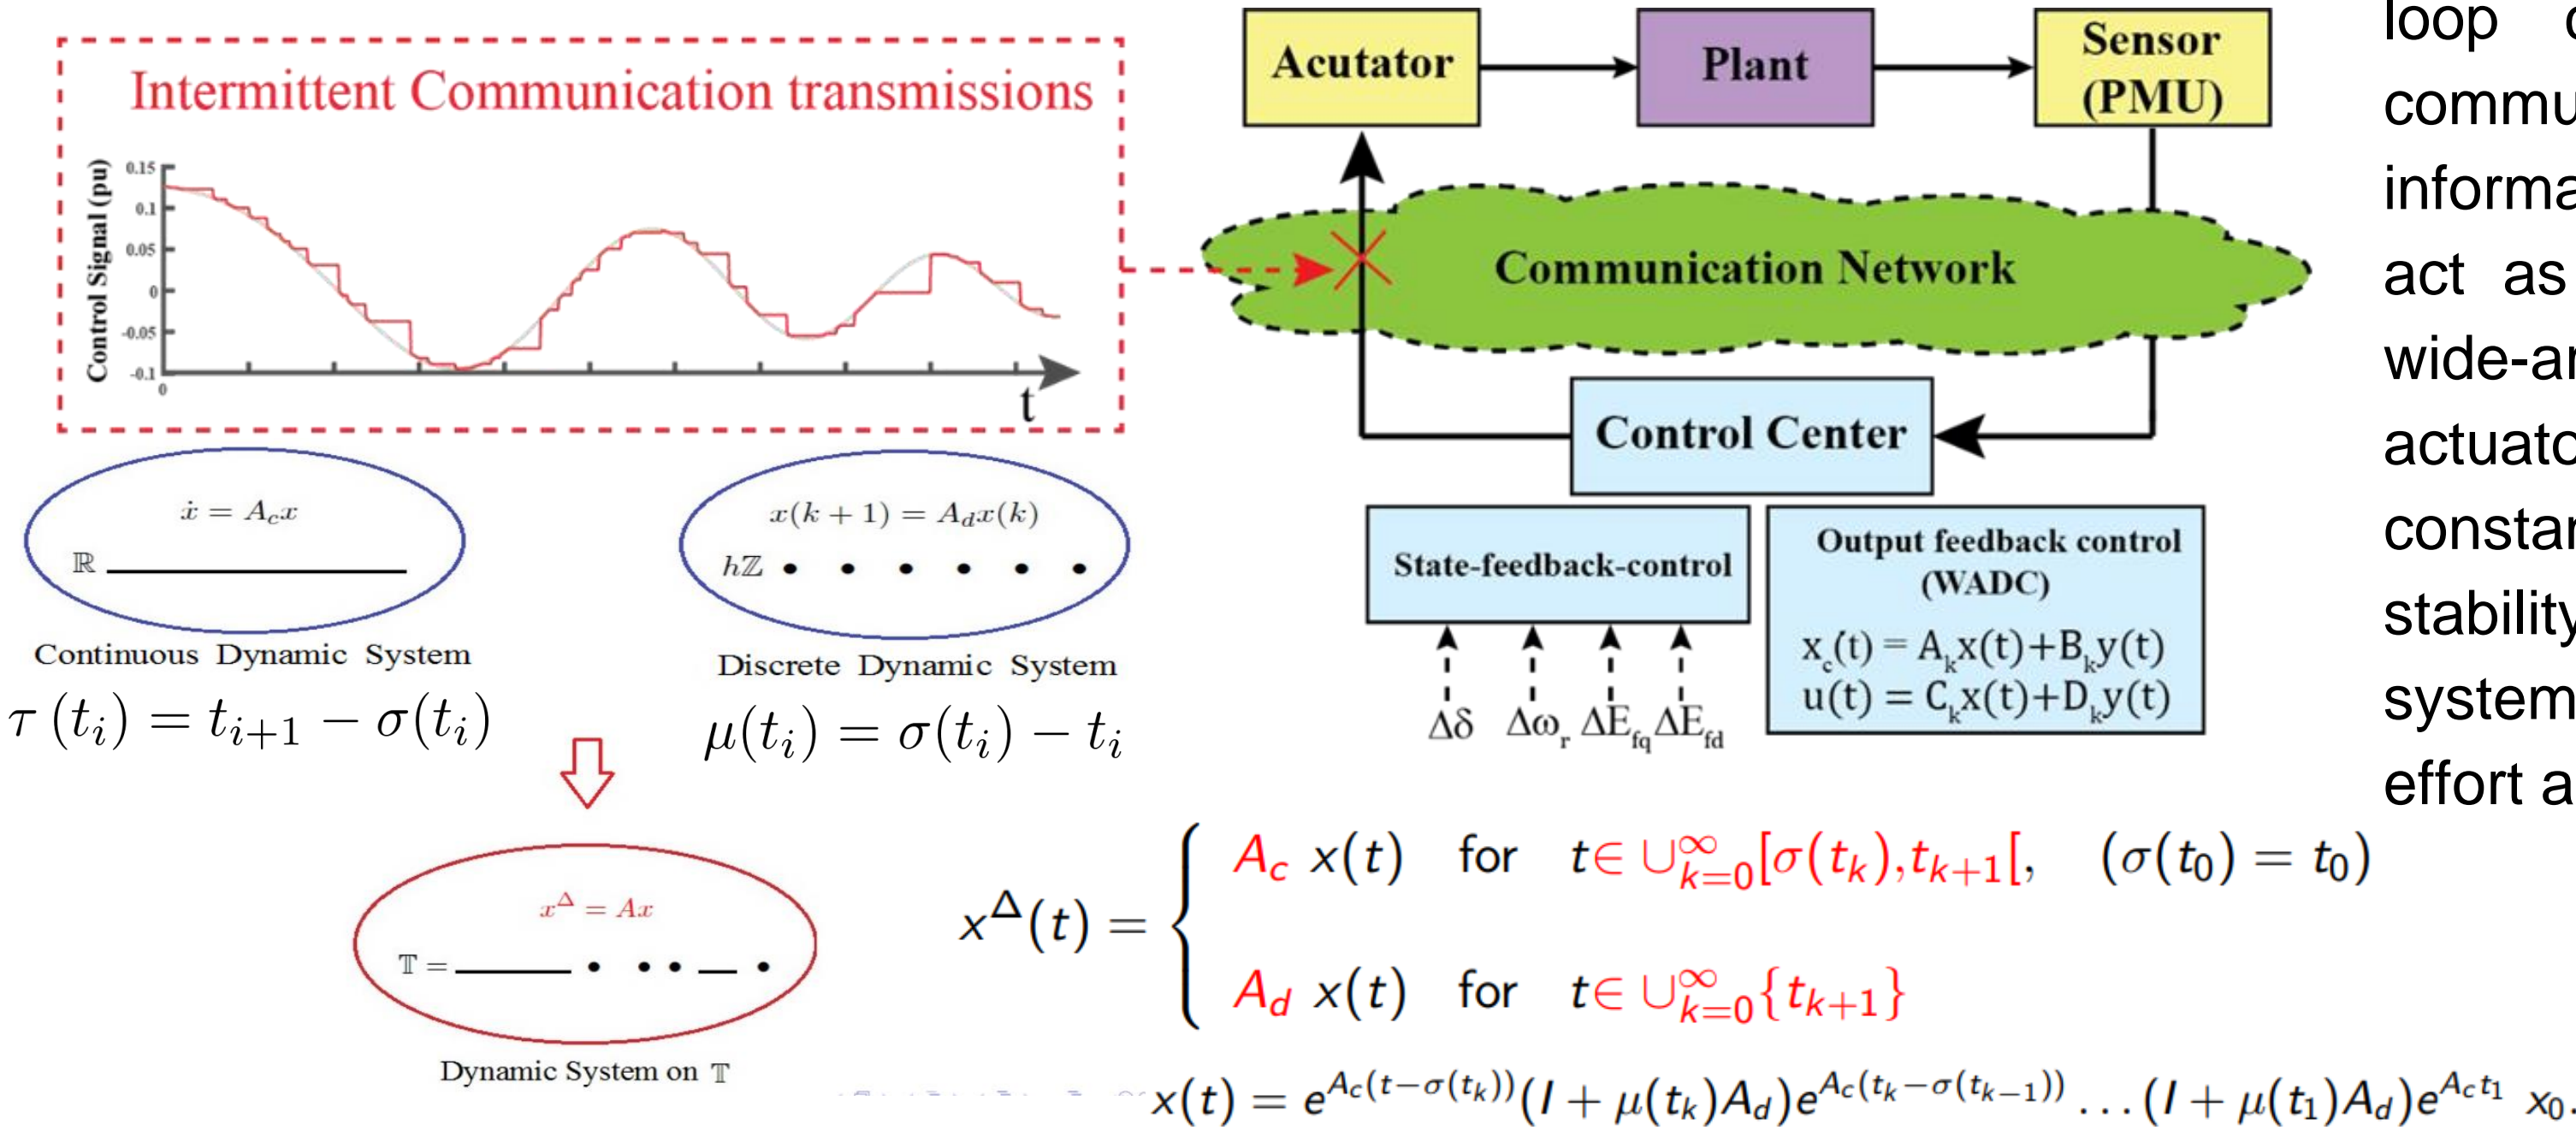 Intermittent Communication transmissions
Control Signal (pu)
0.15
0.1
0.05
0
-0.05
-0.1
0
t
Acutator
Plant
Sensor
(PMU)
Communication Network
Control Center
State-feedback-control
Δδ Δω_r ΔE_fq ΔE_fd
Output feedback control
(WADC)
x_c(t) = A_k x(t)+B_k y(t)
u(t) = C_k x(t)+D_k y(t)
ẋ = A_c x
ℝ
Continuous Dynamic System
τ (t_i) = t_{i+1} − σ(t_i)
x(k + 1) = A_d x(k)
hℤ
Discrete Dynamic System
μ(t_i) = σ(t_i) − t_i
x^Δ = Ax
𝕋 =
Dynamic System on 𝕋
x^Δ(t) = { A_c x(t) for t∈ ∪_{k=0}^∞ [σ(t_k),t_{k+1}[, (σ(t_0) = t_0)
A_d x(t) for t∈ ∪_{k=0}^∞ {t_{k+1}}
x(t) = e^{A_c(t−σ(t_k))}(I + μ(t_k)A_d)e^{A_c(t_k−σ(t_{k−1}))} … (I + μ(t_1)A_d)e^{A_c t_1} x_0.
loop
commu
informa
act as
wide-ar
actuato
constar
stability
system
effort a